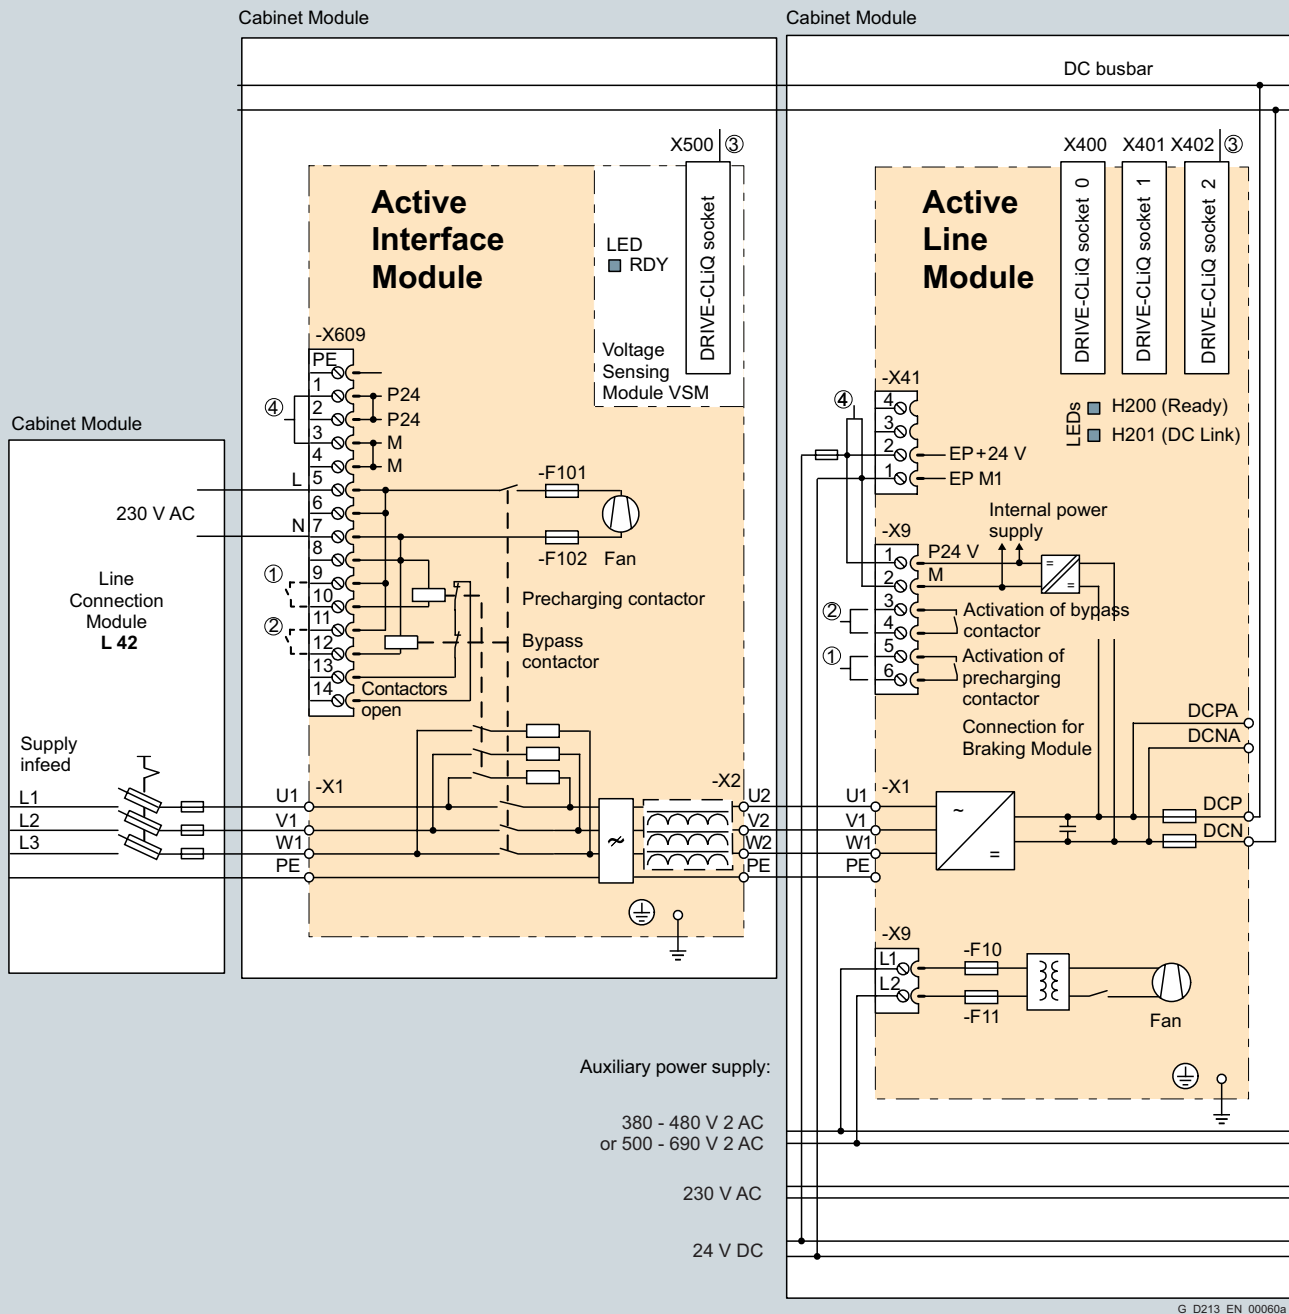 Cabinet Module
Cabinet Module
DC busbar
X500 ③
X400 X401 X402 ③
Active
Interface
Module
LED
RDY
DRIVE-CLiQ socket
Voltage
Sensing
Module VSM
Active
Line
Module
DRIVE-CLiQ socket 0
DRIVE-CLiQ socket 1
DRIVE-CLiQ socket 2
-X609
PE
1
2
3
4
5
6
7
8
9
10
11
12
13
14
④
P24
P24
M
M
L
N
①
②
-F101
-F102
Fan
Precharging contactor
Bypass
contactor
Contactors
open
Cabinet Module
230 V AC
Line
Connection
Module
L 42
Supply
infeed
L1
L2
L3
U1
V1
W1
PE
-X1
-X2
U2
V2
W2
PE
-X41
4
3
2
1
④
EP+24 V
EP M1
LEDs
H200 (Ready)
H201 (DC Link)
Internal power
supply
-X9
1
2
3
4
5
6
P24 V
M
=
=
②
Activation of bypass
contactor
①
Activation of
precharging
contactor
Connection for
Braking Module
DCPA
DCNA
U1
V1
W1
PE
-X1
~
=
DCP
DCN
-X9
L1
L2
-F10
-F11
Fan
Auxiliary power supply:
380 - 480 V 2 AC
or 500 - 690 V 2 AC
230 V AC
24 V DC
G_D213_EN_00060a